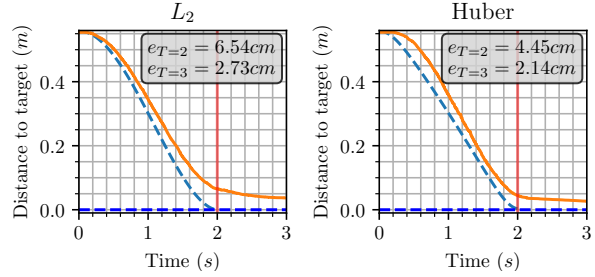 L₂
e_{T=2} = 6.54cm
e_{T=3} = 2.73cm
Distance to target (m)
0.4
0.2
0.0
0 1 2 3
Time (s)
Huber
e_{T=2} = 4.45cm
e_{T=3} = 2.14cm
Distance to target (m)
0.4
0.2
0.0
0 1 2 3
Time (s)